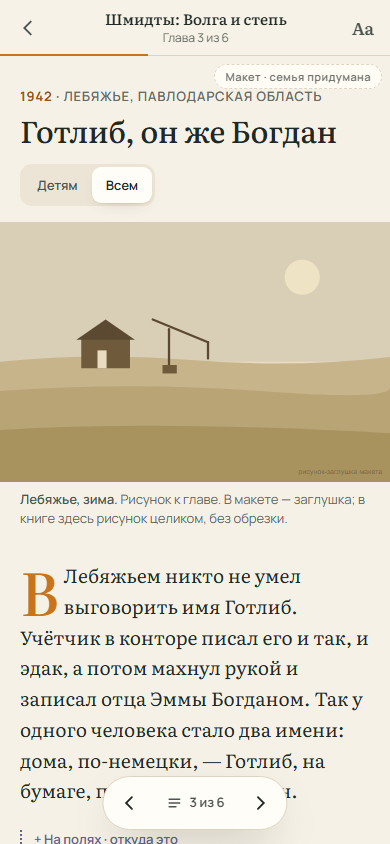 Шмидты: Волга и степь
Глава 3 из 6
Aa
Макет · семья придумана
1942 · ЛЕБЯЖЬЕ, ПАВЛОДАРСКАЯ ОБЛАСТЬ
Готлиб, он же Богдан
Детям
Всем
рисунок-заглушка макета
Лебяжье, зима. Рисунок к главе. В макете — заглушка; в
книге здесь рисунок целиком, без обрезки.
В Лебяжьем никто не умел
выговорить имя Готлиб.
Учётчик в конторе писал его и так, и
эдак, а потом махнул рукой и
записал отца Эммы Богданом. Так у
одного человека стало два имени:
дома, по-немецки, — Готлиб, на
бумаге,
3 из 6
+ На полях · откуда это